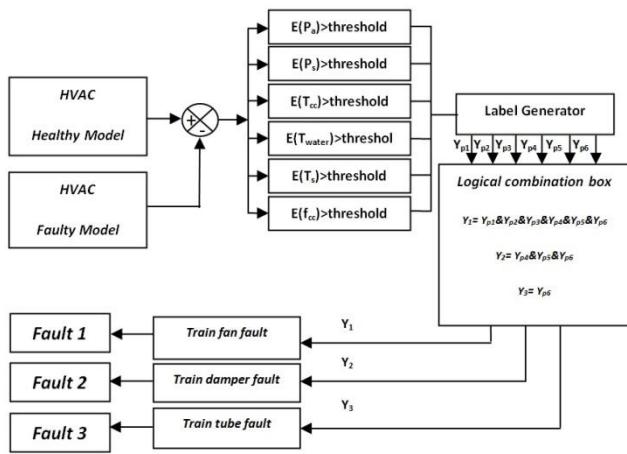 E(Pa)>threshold
E(Ps)>threshold
E(Tcc)>threshold
E(Twater)>threshol
E(Ts)>threshold
E(fcc)>threshold
HVAC
Healthy Model
HVAC
Faulty Model
+
-
Label Generator
Yp1 Yp2 Yp3 Yp4 Yp5 Yp6
Logical combination box
Y1= Yp1&Yp2&Yp3&Yp4&Yp5&Yp6
Y2= Yp4&Yp5&Yp6
Y3= Yp6
Fault 1
Train fan fault
Y1
Fault 2
Train damper fault
Y2
Fault 3
Train tube fault
Y3